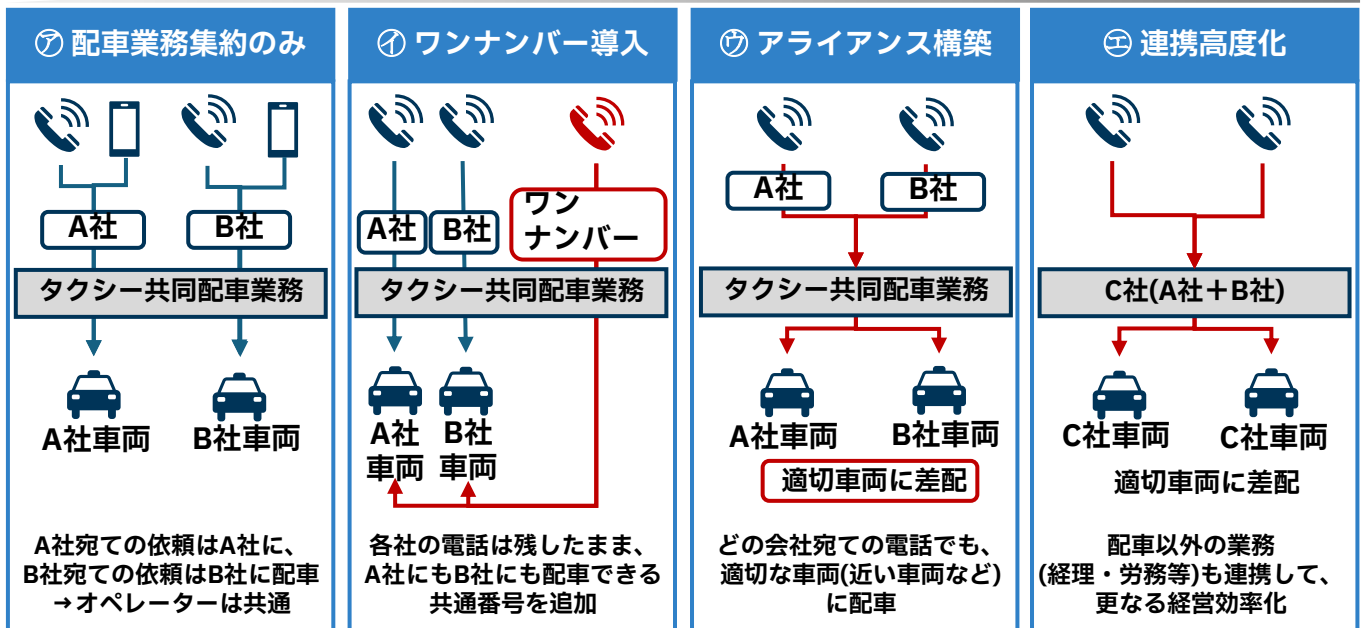 ㋐ 配車業務集約のみ
A社
B社
タクシー共同配車業務
A社車両
B社車両
A社宛ての依頼はA社に、
B社宛ての依頼はB社に配車
→オペレーターは共通
㋑ ワンナンバー導入
A社
B社
ワン
ナンバー
タクシー共同配車業務
A社
車両
B社
車両
各社の電話は残したまま、
A社にもB社にも配車できる
共通番号を追加
㋒ アライアンス構築
A社
B社
タクシー共同配車業務
A社車両
B社車両
適切車両に差配
どの会社宛ての電話でも、
適切な車両(近い車両など)
に配車
㋓ 連携高度化
C社(A社＋B社)
C社車両
C社車両
適切車両に差配
配車以外の業務
(経理・労務等)も連携して、
更なる経営効率化